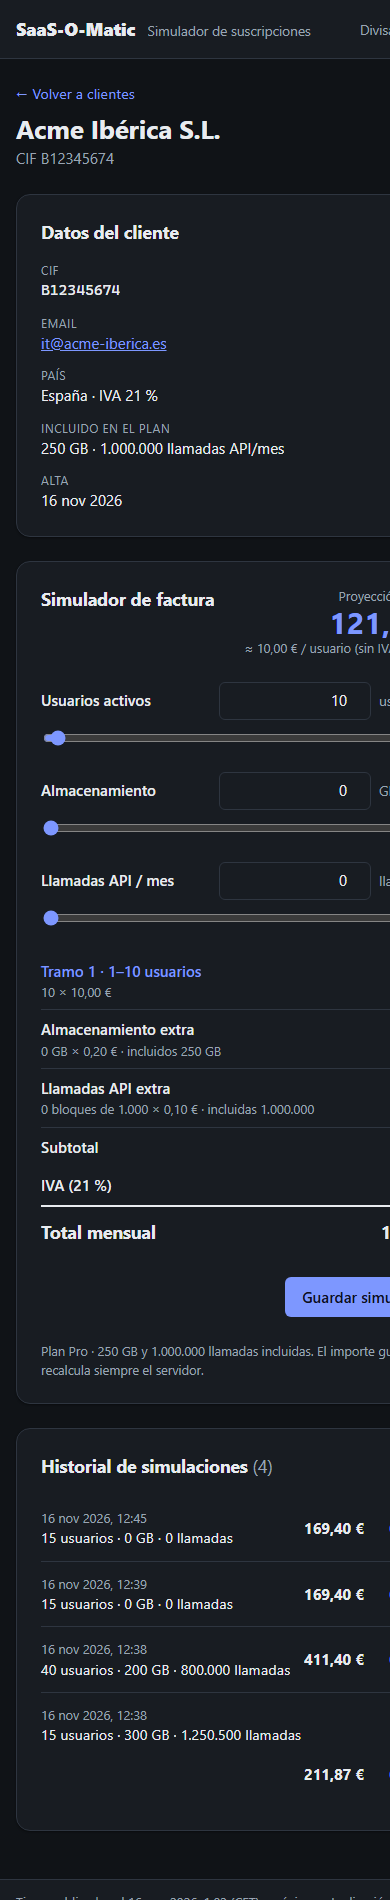 SaaS-O-Matic Simulador de suscripciones
← Volver a clientes
Acme Ibérica S.L.
CIF B12345674
Datos del cliente
CIF
B12345674
EMAIL
it@acme-iberica.es
PAÍS
España · IVA 21 %
INCLUIDO EN EL PLAN
250 GB · 1.000.000 llamadas API/mes
ALTA
16 nov 2026
Simulador de factura
121,
≈ 10,00 € / usuario (sin
Usuarios activos 10
Almacenamiento 0
Llamadas API / mes 0
Tramo 1 · 1–10 usuarios
10 × 10,00 €
Almacenamiento extra
0 GB × 0,20 € · incluidos 250 GB
Llamadas API extra
0 bloques de 1.000 × 0,10 € · incluidas 1.000.000
Subtotal
IVA (21 %)
Total mensual 1
Guardar
Plan Pro · 250 GB y 1.000.000 llamadas incluidas. El importe
recalcula siempre el servidor.
Historial de simulaciones (4)
16 nov 2026, 12:45
15 usuarios · 0 GB · 0 llamadas 169,40 €
16 nov 2026, 12:39
15 usuarios · 0 GB · 0 llamadas 169,40 €
16 nov 2026, 12:38
40 usuarios · 200 GB · 800.000 llamadas 411,40 €
16 nov 2026, 12:38
15 usuarios · 300 GB · 1.250.500 llamadas
211,87 €